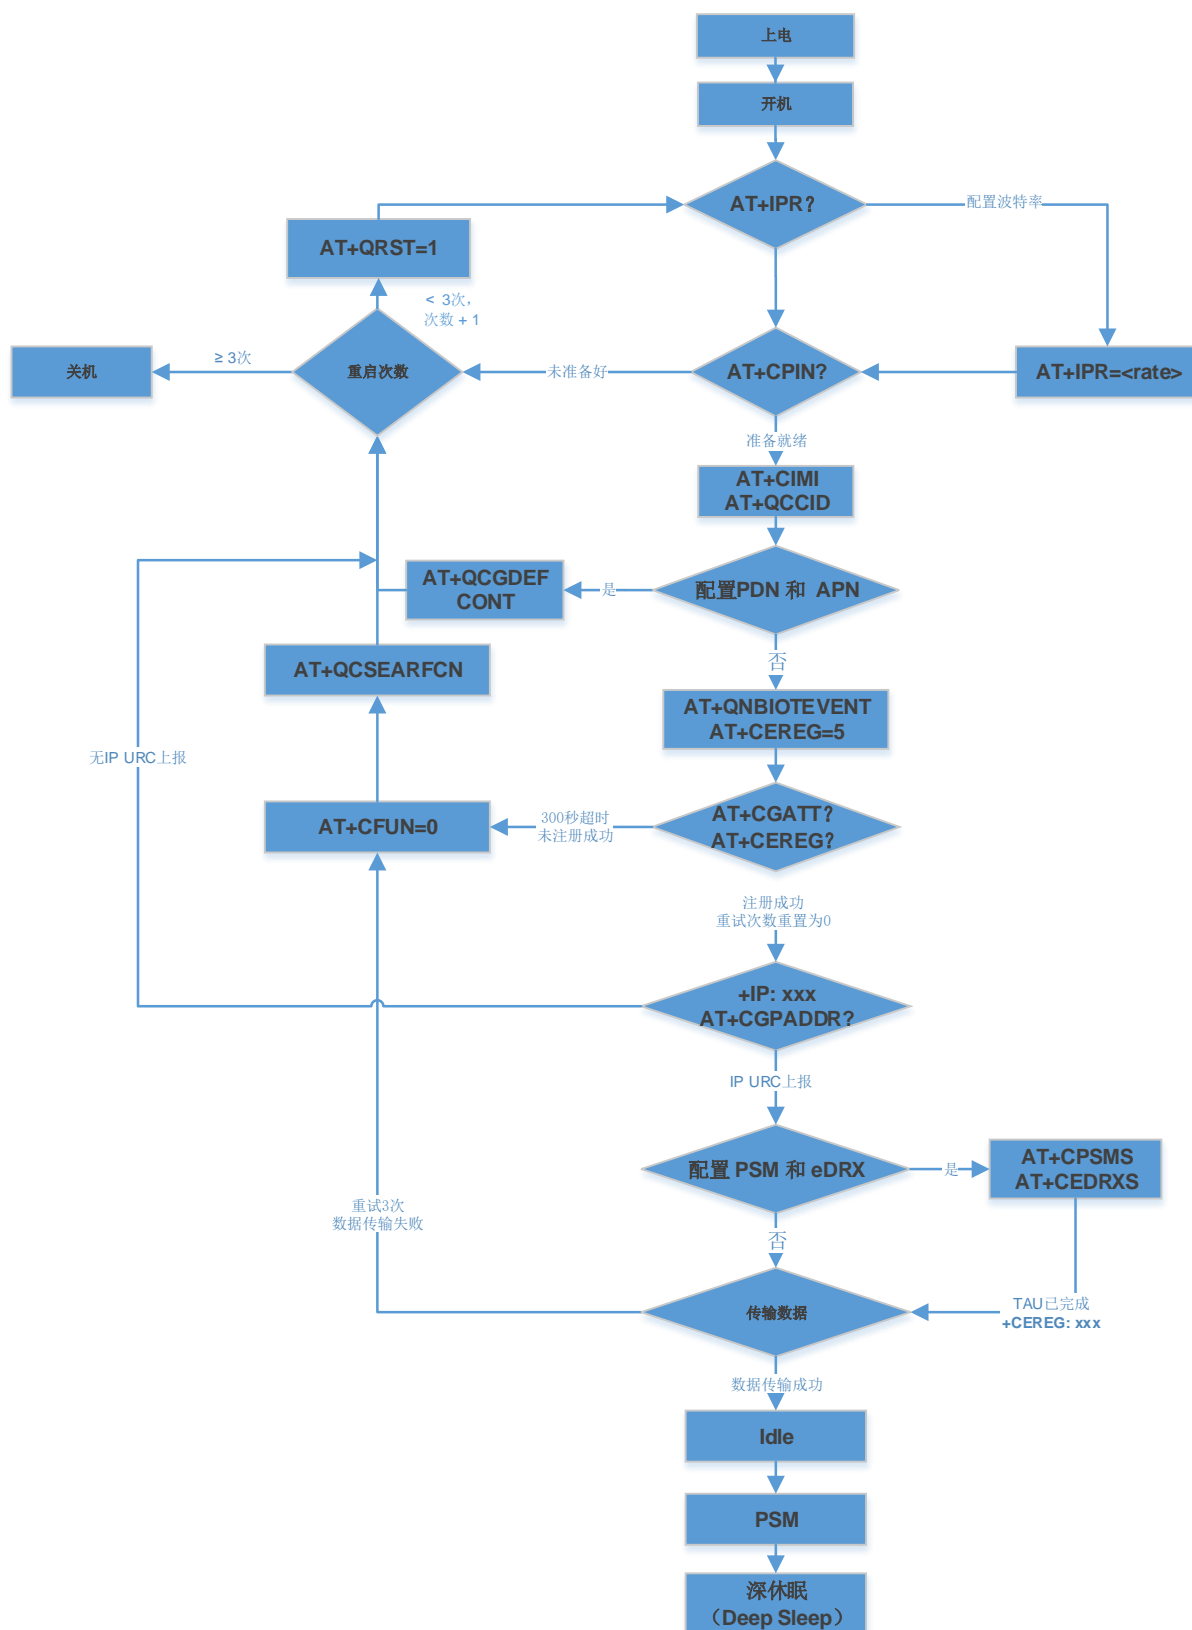 上电
开机
AT+IPR？
配置波特率
AT+QRST=1
< 3次，
次数 + 1
≥ 3次
关机
重启次数
未准备好
AT+CPIN?
AT+IPR=<rate>
准备就绪
AT+CIMI
AT+QCCID
AT+QCGDEF
CONT
是
配置PDN 和 APN
否
AT+QCSEARFCN
AT+QNBIOTEVENT
AT+CEREG=5
无IP URC上报
AT+CFUN=0
300秒超时
未注册成功
AT+CGATT？
AT+CEREG？
注册成功
重试次数重置为0
+IP: xxx
AT+CGPADDR？
IP URC上报
配置 PSM 和 eDRX
是
AT+CPSMS
AT+CEDRXS
重试3次
数据传输失败
否
传输数据
TAU已完成
+CEREG: xxx
数据传输成功
Idle
PSM
深休眠
（Deep Sleep）